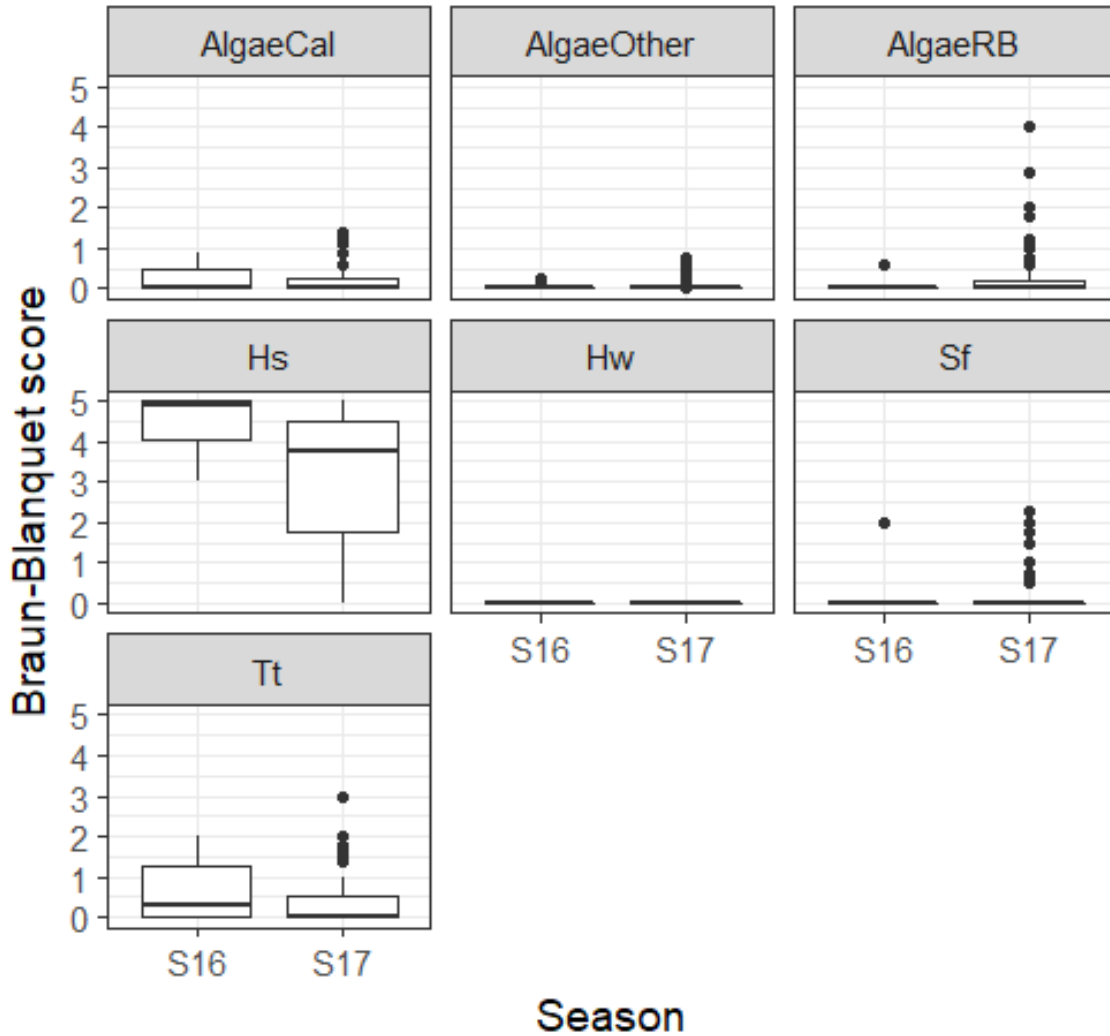 AlgaeCal AlgaeOther AlgaeRB
5
4
3
2
1
0
Hs Hw Sf
5
4
3
2
1
0
S16 S17 S16 S17
Tt
5
4
3
2
1
0
S16 S17
Season
Braun-Blanquet score